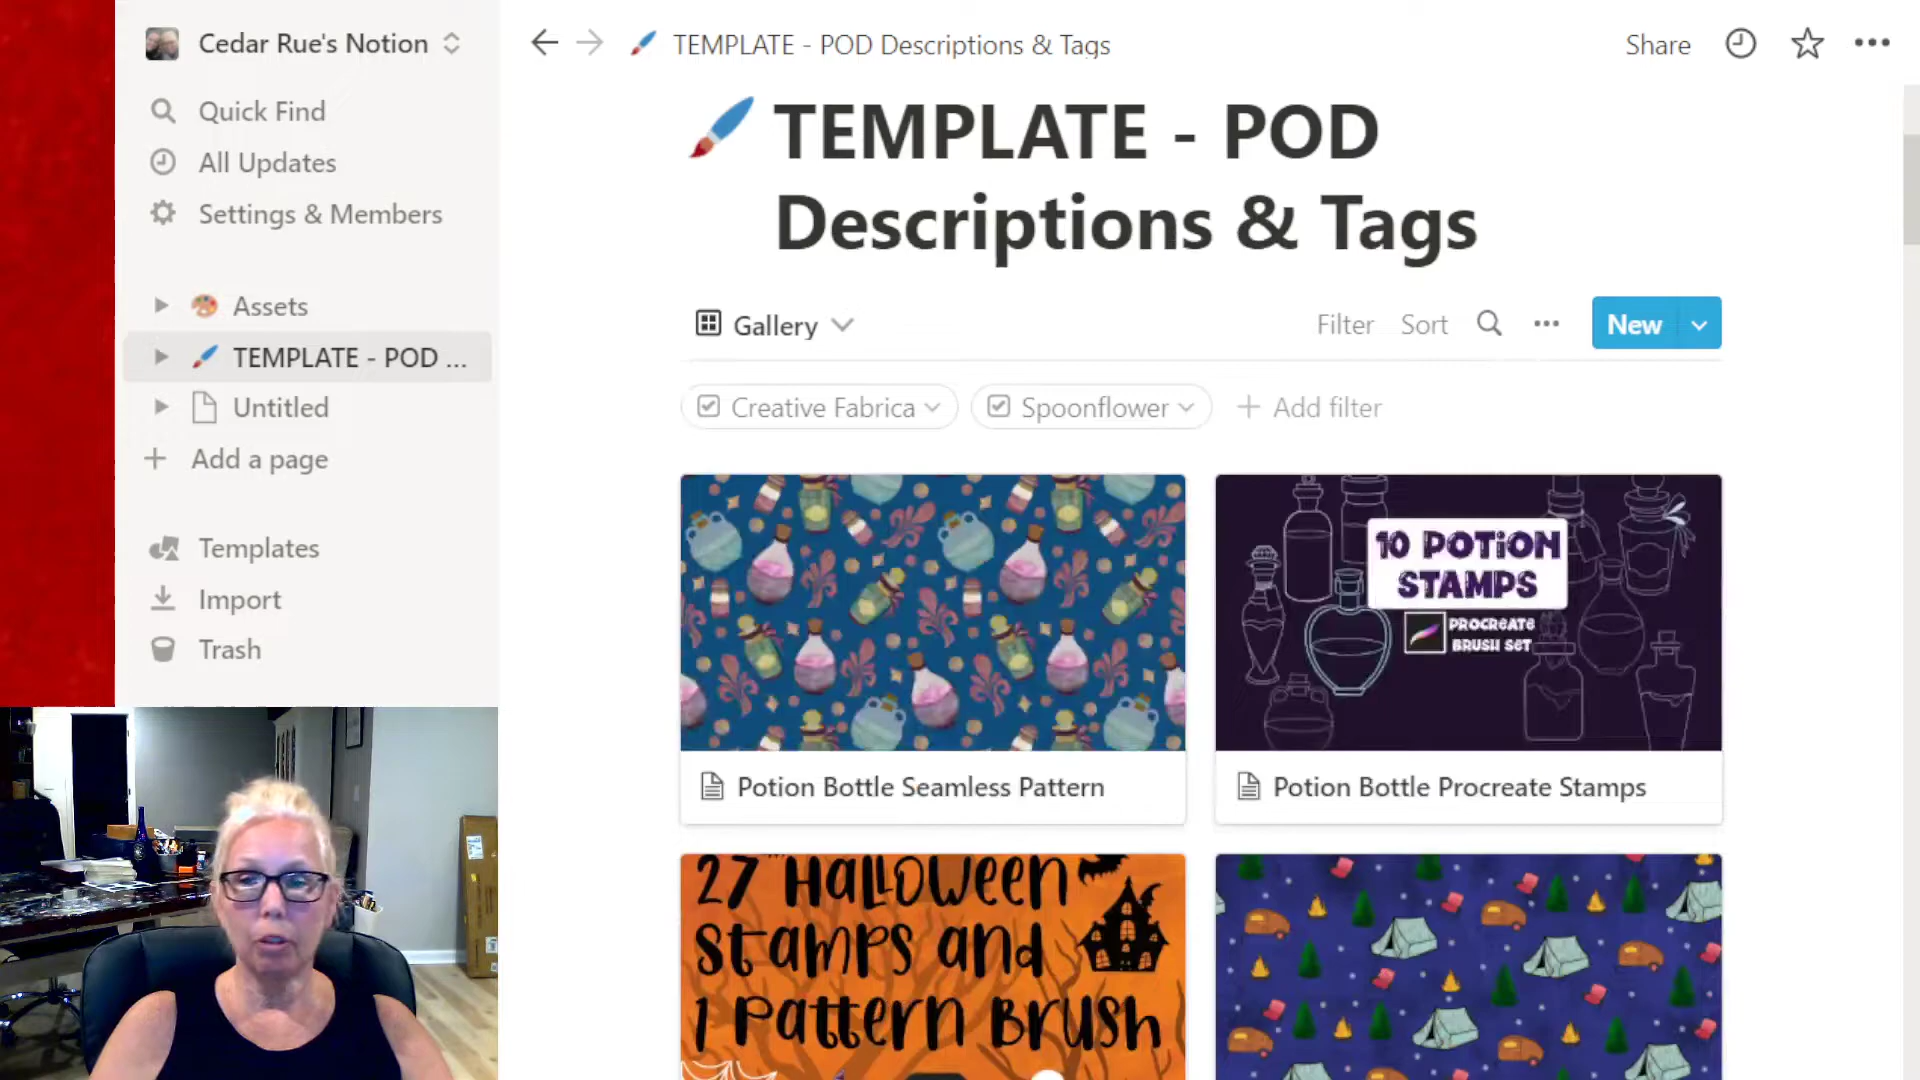 Cedar Rue's Notion
Quick Find
All Updates
Settings & Members
Assets
TEMPLATE - POD ...
Untitled
Add a page
Templates
Import
Trash
TEMPLATE - POD Descriptions & Tags
Share
TEMPLATE - POD
Descriptions & Tags
Gallery
Filter
Sort
New
Creative Fabrica
Spoonflower
Add filter
10 POTION
STAMPS
PROCREATE
BRUSH SET
Potion Bottle Seamless Pattern
Potion Bottle Procreate Stamps
27 Halloween
Stamps and
1 Pattern Brush